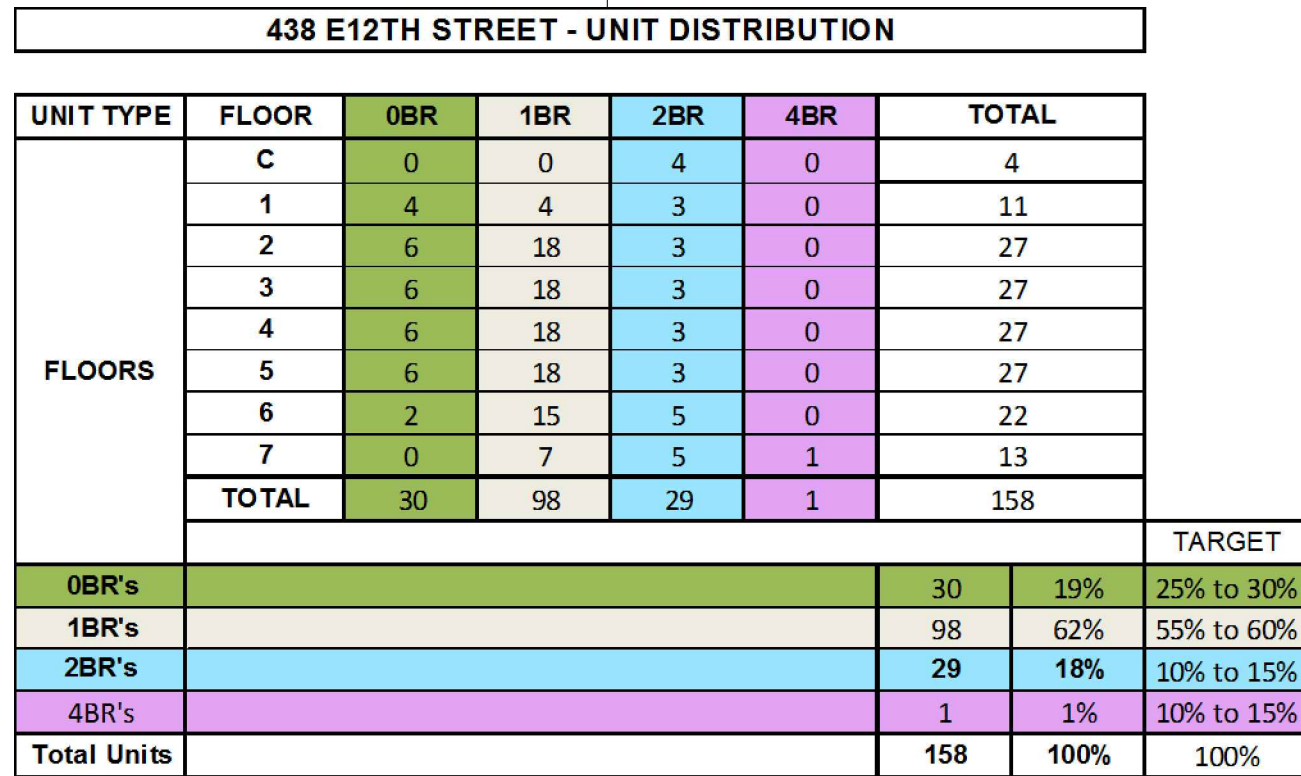 438 E12TH STREET - UNIT DISTRIBUTION
UNIT TYPE FLOOR 0BR 1BR 2BR 4BR TOTAL
C 0 0 4 0 4
1 4 4 3 0 11
2 6 18 3 0 27
3 6 18 3 0 27
4 6 18 3 0 27
FLOORS 5 6 18 3 0 27
6 2 15 5 0 22
7 0 7 5 1 13
TOTAL 30 98 29 1 158
TARGET
0BR's 30 19% 25% to 30%
1BR's 98 62% 55% to 60%
2BR's 29 18% 10% to 15%
4BR's 1 1% 10% to 15%
Total Units 158 100% 100%